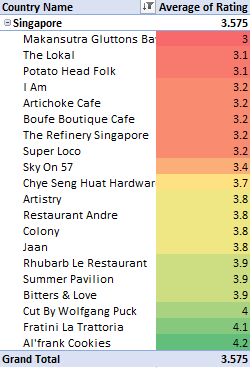 Country Name Average of Rating
Singapore 3.575
Makansutra Gluttons Ba 3
The Lokal 3.1
Potato Head Folk 3.1
I Am 3.2
Artichoke Cafe 3.2
Boufe Boutique Cafe 3.2
The Refinery Singapore 3.2
Super Loco 3.2
Sky On 57 3.4
Chye Seng Huat Hardwar 3.7
Artistry 3.8
Restaurant Andre 3.8
Colony 3.8
Jaan 3.8
Rhubarb Le Restaurant 3.9
Summer Pavilion 3.9
Bitters & Love 3.9
Cut By Wolfgang Puck 4
Fratini La Trattoria 4.1
Al'frank Cookies 4.2
Grand Total 3.575